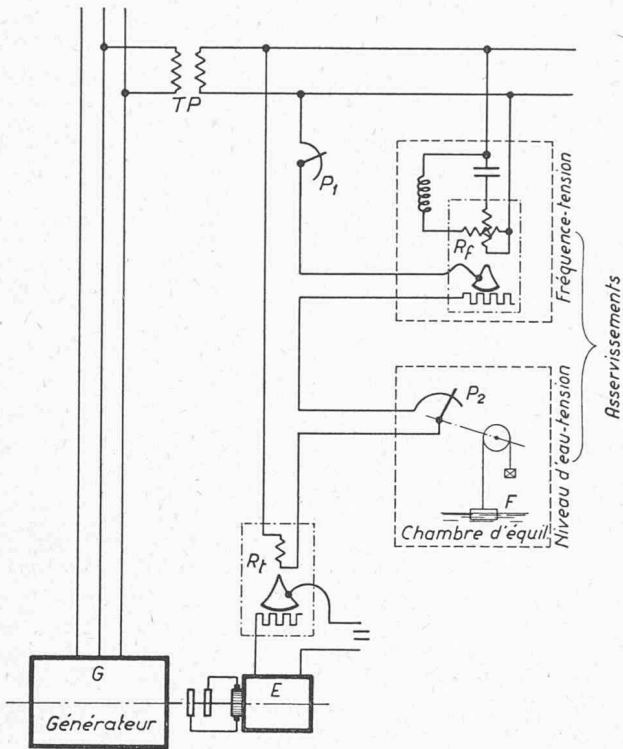 TP
P1
Fréquence-tension
Rf
Asservissements
P2
Niveau d'eau-tension
F
Chambre d'équil.
Rt
G
E
Générateur